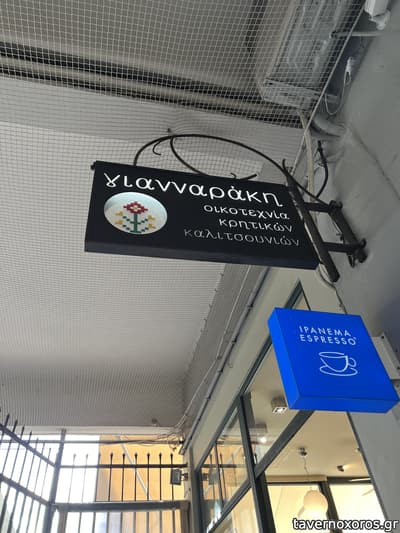 γιανναράκη
οικοτεχνία
κρητικών
καλιτσουνιών
IPANEMA
ESPRESSO
tavernoxoros.gr